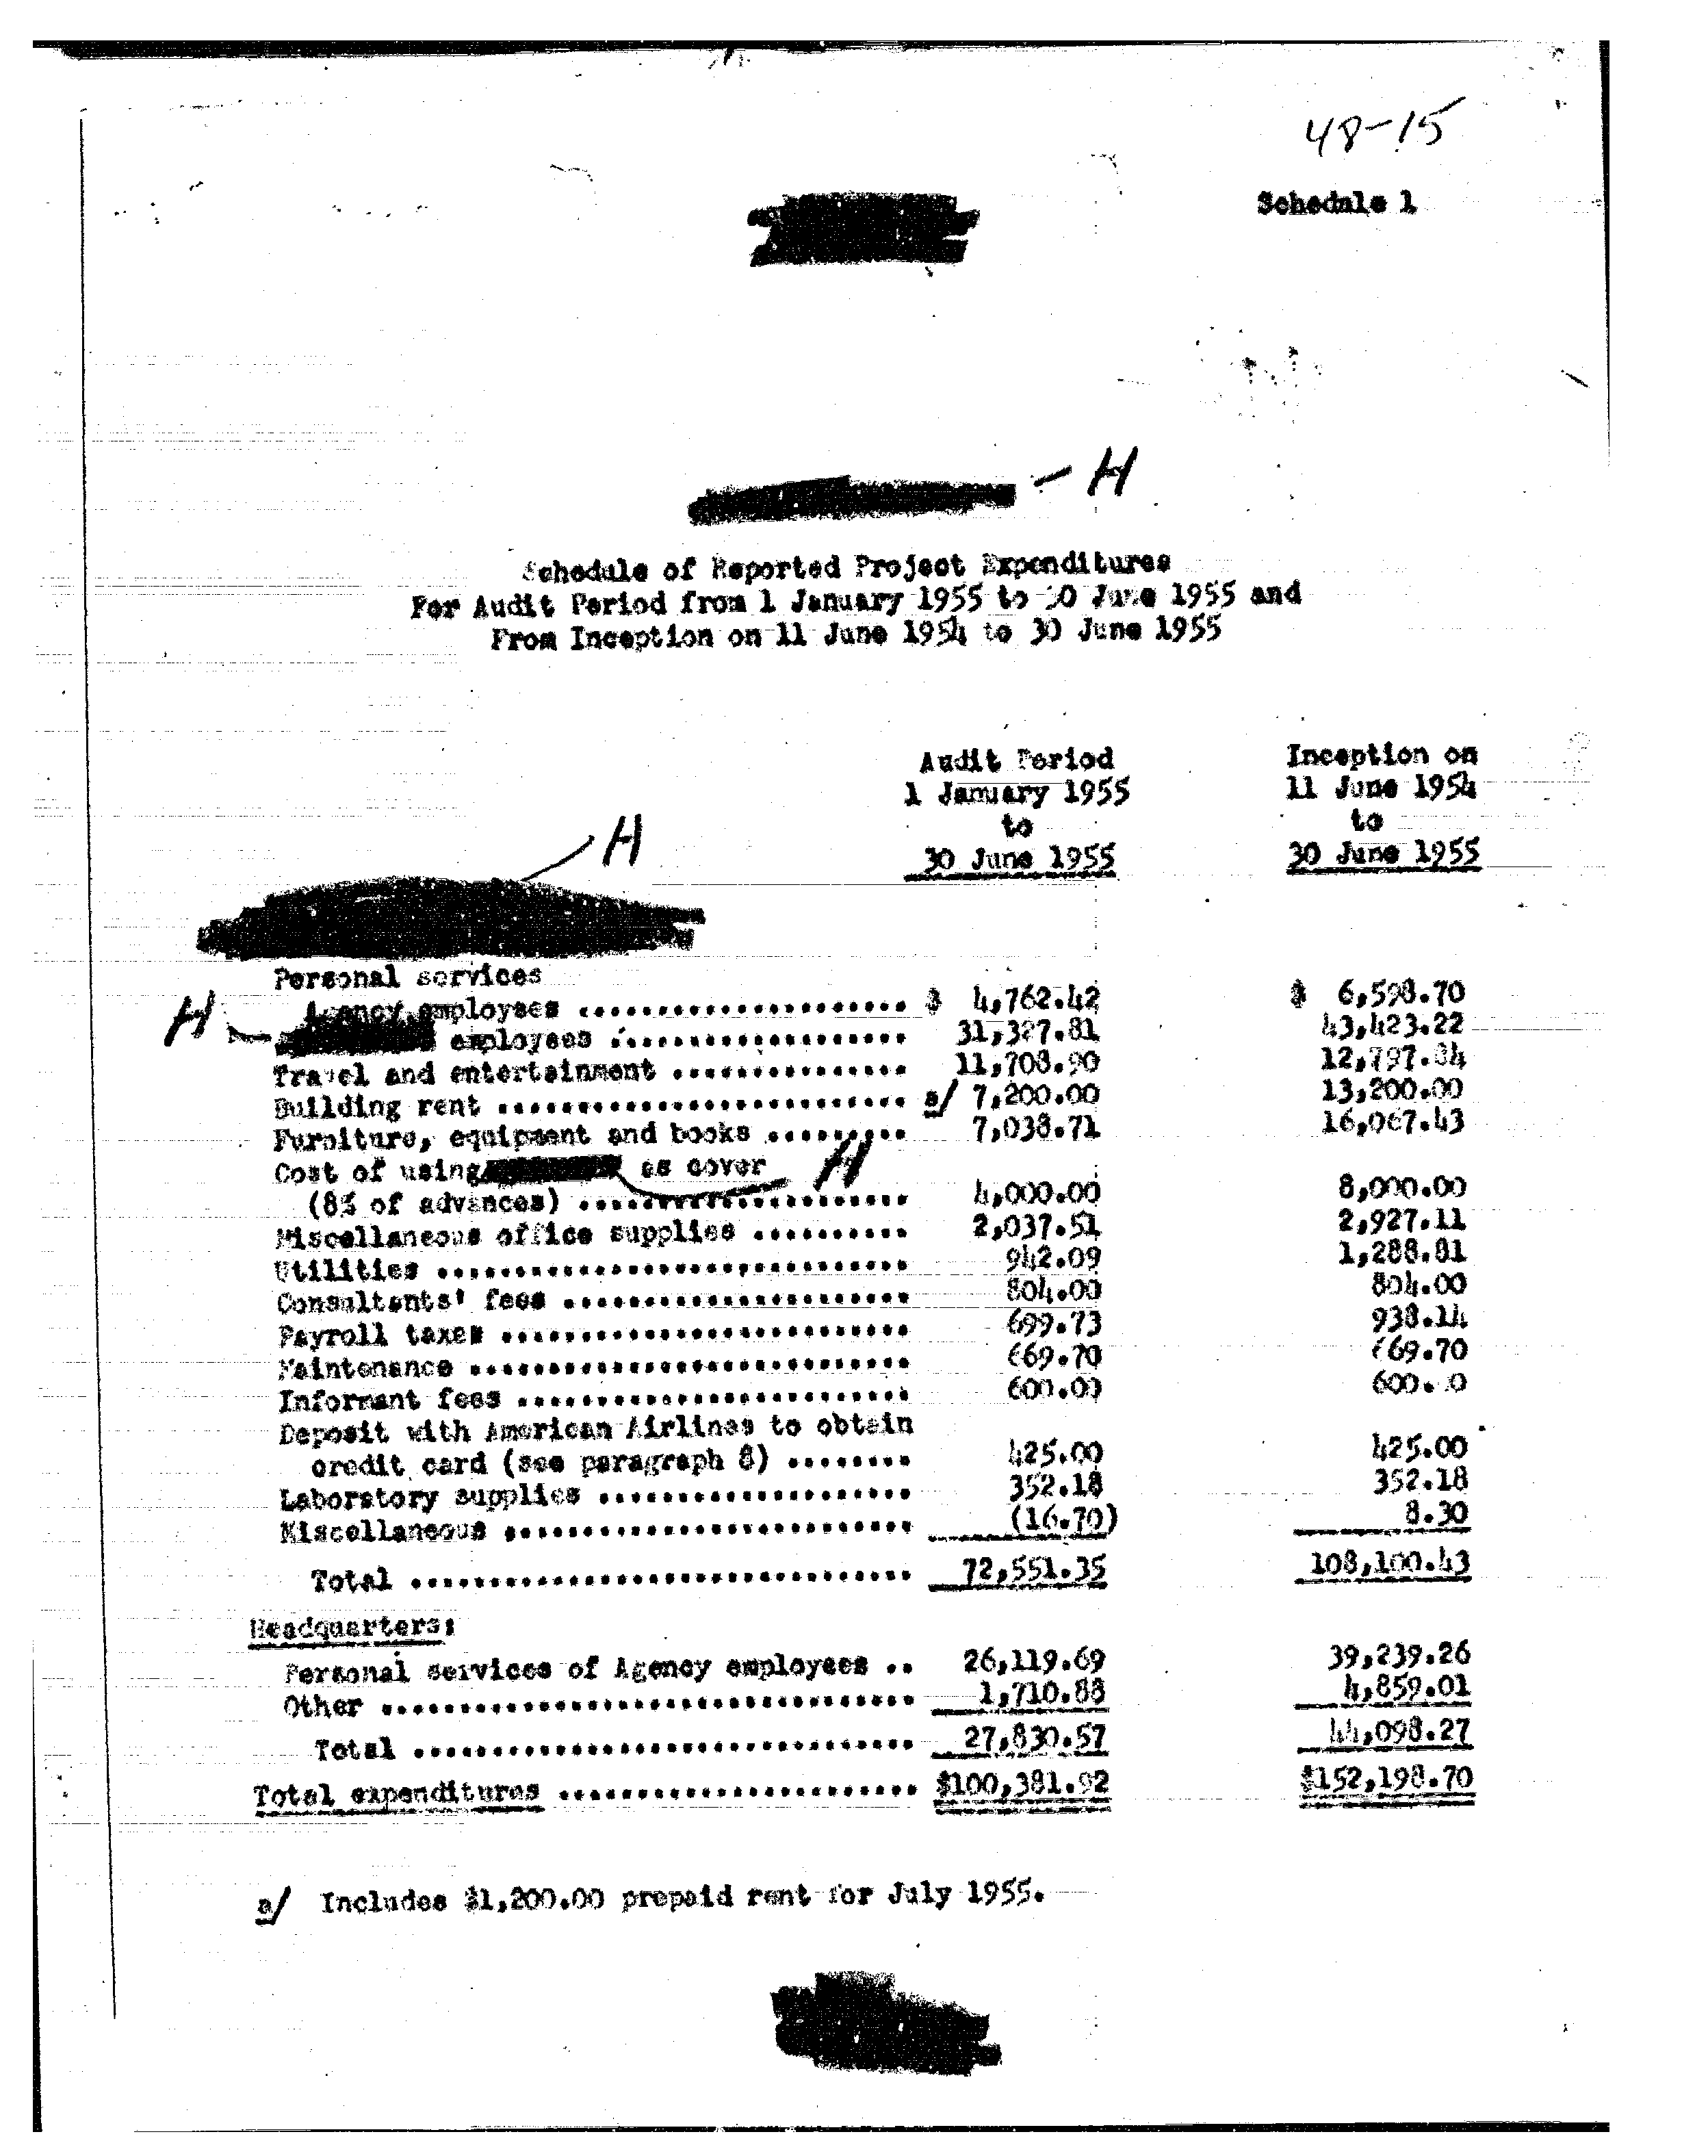 48-15
Schedule 1
- H
Schedule of Reported Project Expenditures
For Audit Period from 1 January 1955 to 30 June 1955 and
From Inception on 11 June 1954 to 30 June 1955
Audit Period Inception on
1 January 1955 11 June 1954
to to
30 June 1955 30 June 1955
H
Personal services
Agency employees ..................... $ 4,762.42 $ 6,598.70
H employees ................... 31,327.81 43,423.22
Travel and entertainment ............... 11,708.90 12,797.84
Building rent .......................... a/ 7,200.00 13,200.00
Furniture, equipment and books ......... 7,038.71 16,067.43
Cost of using as cover H
(8% of advances) ..................... 4,000.00 8,000.00
Miscellaneous office supplies .......... 2,037.51 2,927.11
Utilities .............................. 942.09 1,288.81
Consultants' fees ...................... 804.00 804.00
Payroll taxes .......................... 699.73 938.14
Maintenance ............................ 669.70 669.70
Informant fees ......................... 600.00 600.00
Deposit with American Airlines to obtain
credit card (see paragraph 8) ........ 425.00 425.00
Laboratory supplies .................... 352.18 352.18
Miscellaneous .......................... (16.70) 8.30
Total ................................ 72,551.35 108,100.43
Headquarters:
Personal services of Agency employees .. 26,119.69 39,239.26
Other .................................. 1,710.88 4,859.01
Total ................................ 27,830.57 44,098.27
Total expenditures ....................... $100,381.92 $152,198.70
a/ Includes $1,200.00 prepaid rent for July 1955.